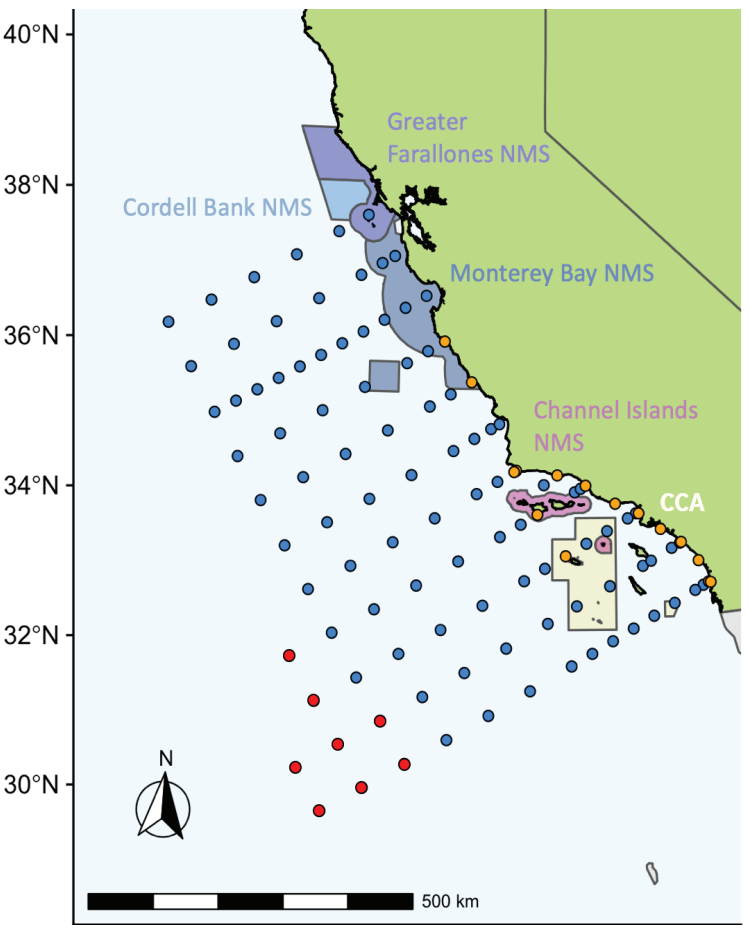 40°N
Greater
Farallones NMS
38°N
Cordell Bank NMS
Monterey Bay NMS
36°N
Channel Islands
NMS
34°N
CCA
32°N
N
30°N
500 km